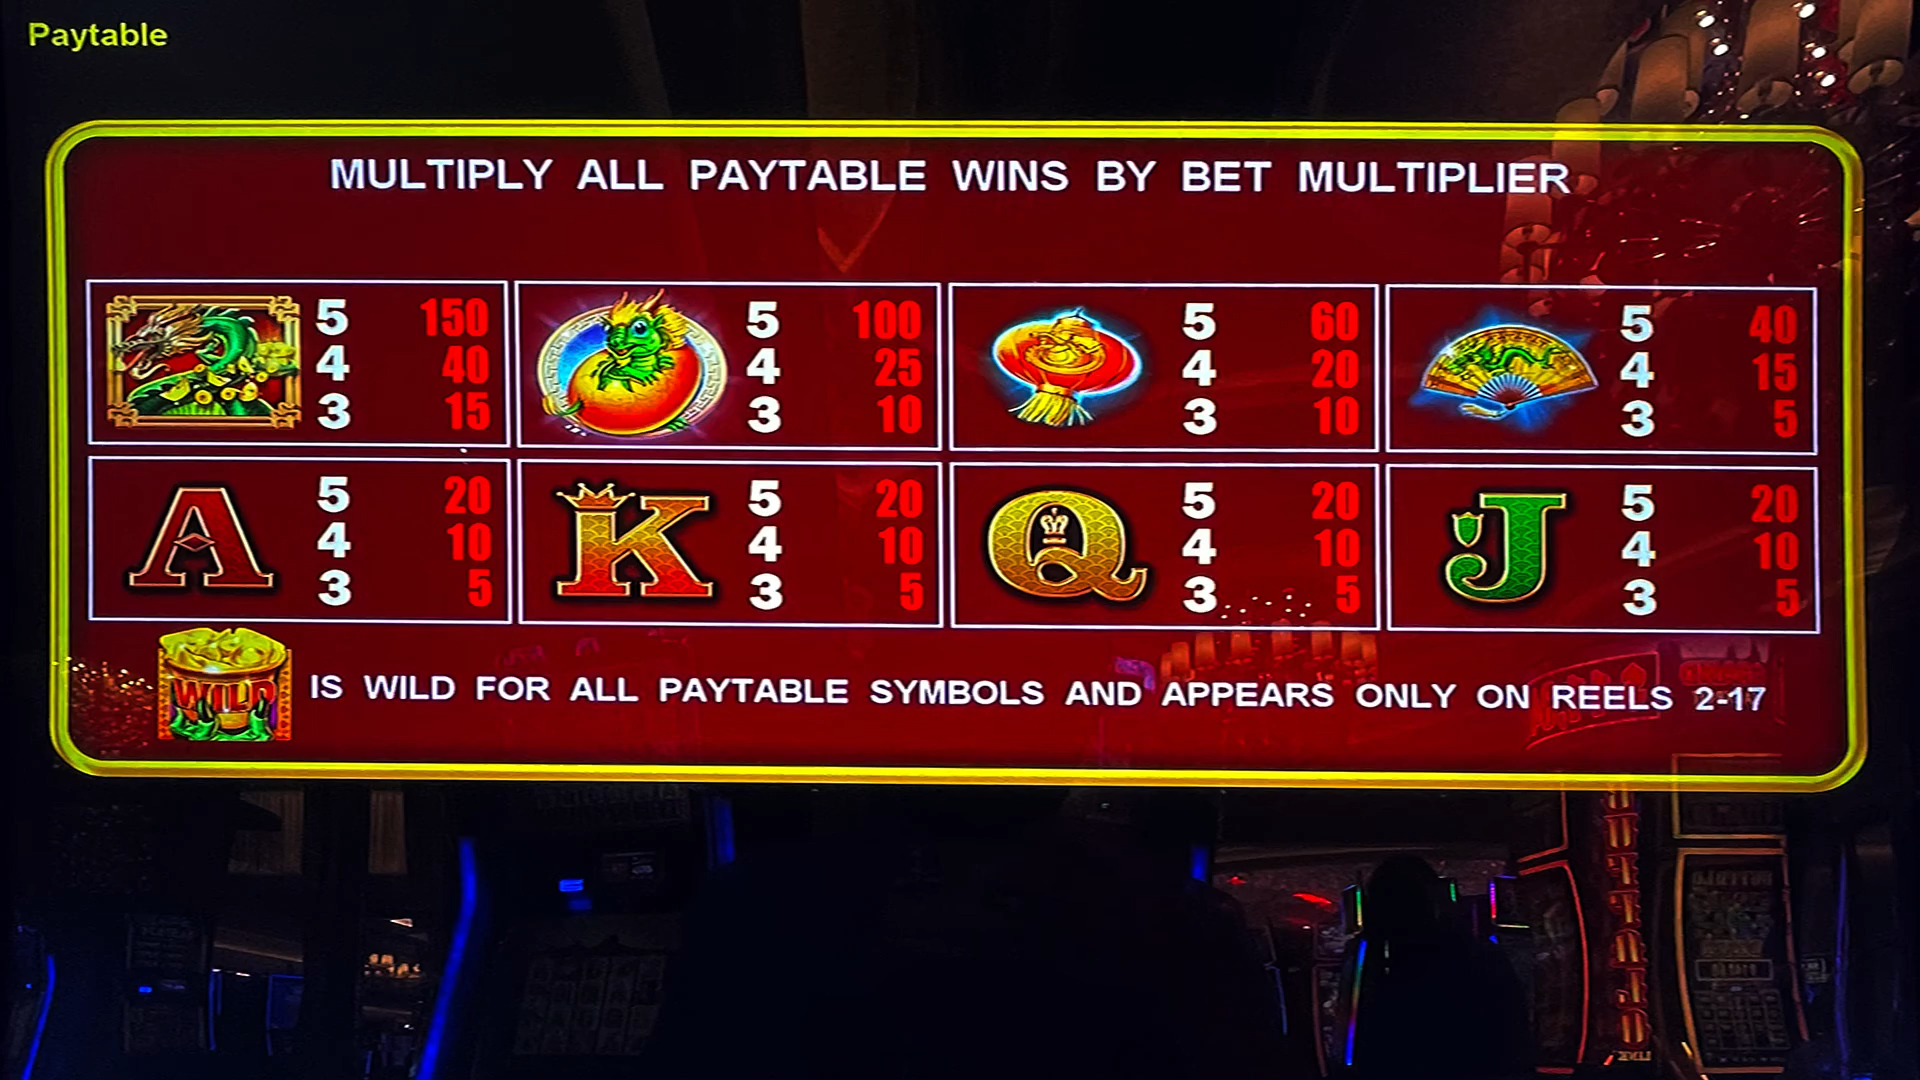 Paytable
MULTIPLY ALL PAYTABLE WINS BY BET MULTIPLIER
5 150 5 100 5 60 5 40
4 40 4 25 4 20 4 15
3 15 3 10 3 10 3 5
A 5 20 K 5 20 Q 5 20 J 5 20
4 10 4 10 4 10 4 10
3 5 3 5 3 5 3 5
WILD IS WILD FOR ALL PAYTABLE SYMBOLS AND APPEARS ONLY ON REELS 2-17